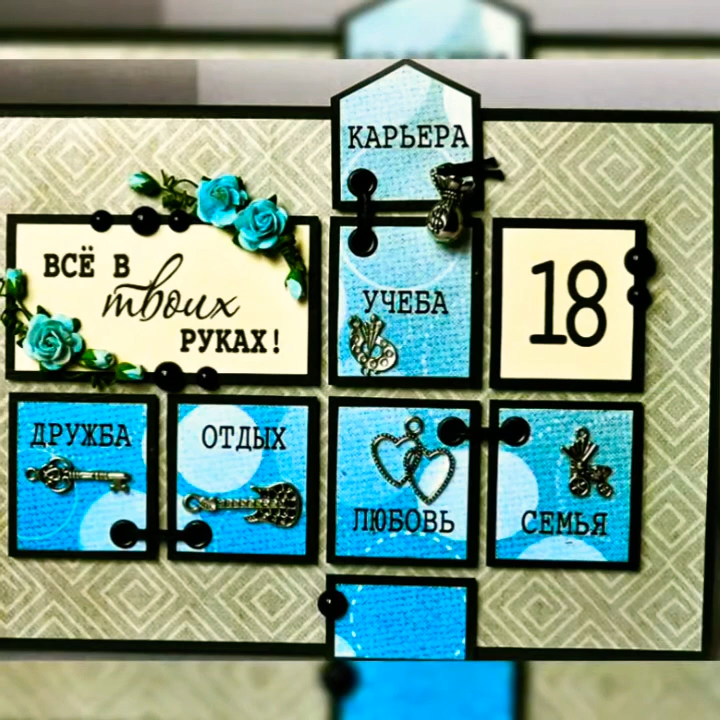 КАРЬЕРА
ВСЁ В
твоих
РУКАХ!
УЧЕБА
18
ДРУЖБА
ОТДЫХ
ЛЮБОВЬ
СЕМЬЯ